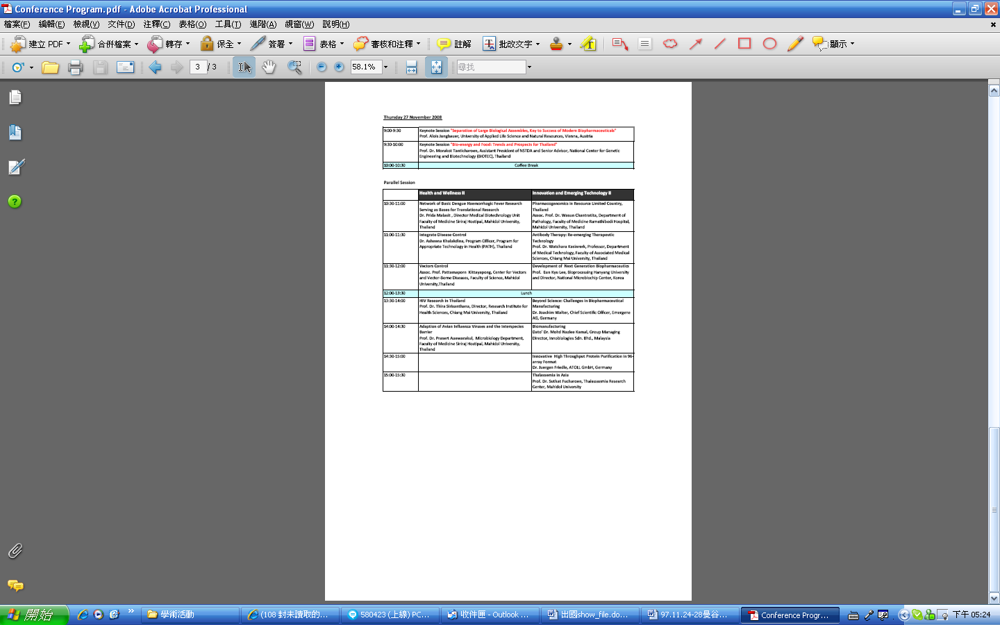 Conference Program.pdf - Adobe Acrobat Professional
檔案(F) 編輯(E) 檢視(V) 文件(D) 注釋(C) 表格(O) 工具(T) 進階(A) 視窗(W) 說明(H)
建立 PDF 合併檔案 轉存 保全 簽署 表格 審核和注釋 註解 批改文字 顯示
3 / 3 58.1% 尋找
Thursday 27 November 2008
9:00-9:30 Keynote Session "Separation of Large Biological Assembles, Key to Success of Modern Biopharmaceuticals"
Prof. Alois Jungbauer, University of Applied Life Science and Natural Resources, Vienna, Austria
9:30-10:00 Keynote Session "Bio-energy and Food: Trends and Prospects for Thailand"
Prof. Dr. Morakot Tanticharoen, Assistant President of NSTDA and Senior Advisor, National Center for Genetic
Engineering and Biotechnology (BIOTEC), Thailand
10:00-10:30 Coffee Break
Parallel Session
Health and Wellness II Innovation and Emerging Technology II
10:30-11:00
Network of Basic Dengue Haemorrhagic Fever Research
Serving as Bases for Translational Research
Dr. Prida Malasit , Director Medical Biotechnology Unit
Faculty of Medicine Siriraj Hostipal, Mahidol University,
Thailand
Pharmacogenomics in Resource Limited Country,
Thailand
Assoc. Prof. Dr. Wasun Chantratita, Department of
Pathology, Faculty of Medicine Ramathibodi Hospital,
Mahidol University, Thailand
11:00-11:30
Integrate Disease Control
Dr. Asheena Khalakdina, Program Officer, Program for
Appropriate Technology in Health (PATH), Thailand
Antibody Therapy: Re-emerging Therapeutic
Technology
Prof. Dr. Watchara Kasinrerk, Professor, Department
of Medical Technology, Faculty of Associated Medical
Sciences, Chiang Mai University, Thailand
11:30-12:00
Vectors Control
Assoc. Prof. Pattamaporn Kittayapong, Center for Vectors
and Vector-Borne Diseases, Faculty of Science, Mahidol
University,Thailand
Development of Next Generation Biopharmaceutics
Prof. Eun Kyu Lee, Bioprocessing Hanyang University
and Director, National Microbiochip Center, Korea
12:00-13:30 Lunch
13:30-14:00
HIV Research in Thailand
Prof. Dr. Thira Sirisanthana, Director, Research Institute for
Health Sciences, Chiang Mai University, Thailand
Beyond Science: Challenges in Biopharmaceutical
Manufacturing
Dr. Joachim Walter, Chief Scientific Officer, Emergene
AG, Germany
14:00-14:30
Adaption of Avian Influenza Viruses and the Interspecies
Barrier
Prof. Dr. Prasert Auewarakul, Microbiology Department,
Faculty of Medicine Siriraj Hostipal, Mahidol University,
Thailand
Biomanufacturing
Dato' Dr. Mohd Nazlee Kamal, Group Managing
Director, Innobiologics Sdn. Bhd., Malaysia
14:30-15:00
Innovative High Throughput Protein Purification in 96-
array Format
Dr. Juergen Friedle, ATOLL GmbH, Germany
15:00-15:30
Thalassemia in Asia
Prof. Dr. Suthat Fucharoen, Thalassaemia Research
Center, Mahidol University
開始 學術活動 (108 封未讀取的... 580423 (上線) PC... 收件匣 - Outlook ... 出國show_file.do... 97.11.24-28曼谷... Conference Progr... 下午 05:24